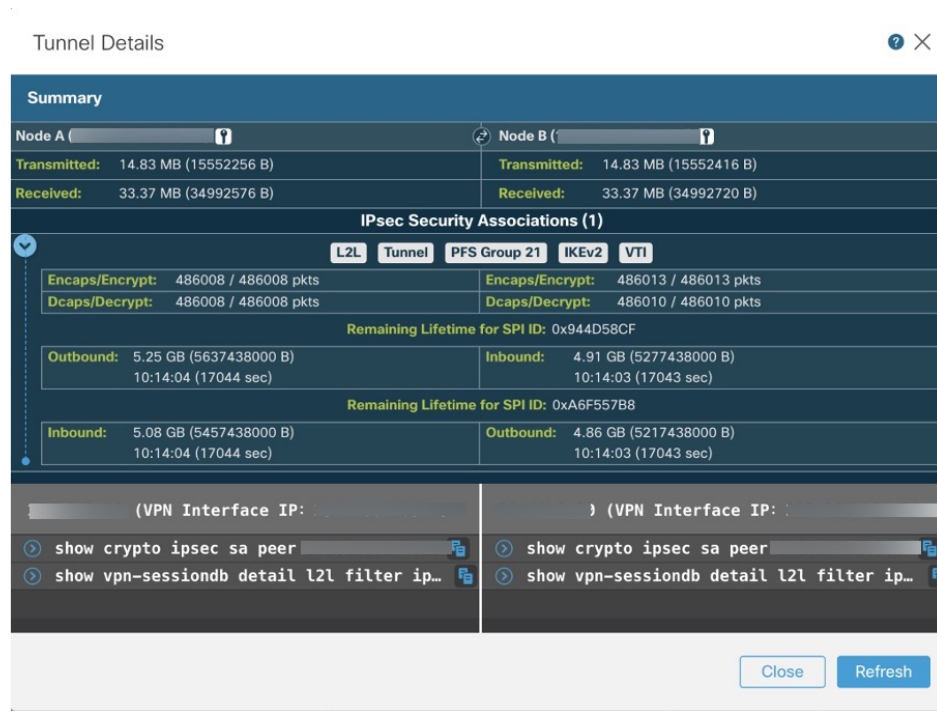 Tunnel Details
Summary
Node A (
Node B (
Transmitted: 14.83 MB (15552256 B)
Transmitted: 14.83 MB (15552416 B)
Received: 33.37 MB (34992576 B)
Received: 33.37 MB (34992720 B)
IPsec Security Associations (1)
L2L Tunnel PFS Group 21 IKEv2 VTI
Encaps/Encrypt: 486008 / 486008 pkts
Encaps/Encrypt: 486013 / 486013 pkts
Dcaps/Decrypt: 486008 / 486008 pkts
Dcaps/Decrypt: 486010 / 486010 pkts
Remaining Lifetime for SPI ID: 0x944D58CF
Outbound: 5.25 GB (5637438000 B)
10:14:04 (17044 sec)
Inbound: 4.91 GB (5277438000 B)
10:14:03 (17043 sec)
Remaining Lifetime for SPI ID: 0xA6F557B8
Inbound: 5.08 GB (5457438000 B)
10:14:04 (17044 sec)
Outbound: 4.86 GB (5217438000 B)
10:14:03 (17043 sec)
(VPN Interface IP:
) (VPN Interface IP:
show crypto ipsec sa peer
show crypto ipsec sa peer
show vpn-sessiondb detail l2l filter ip…
show vpn-sessiondb detail l2l filter ip…
Close
Refresh